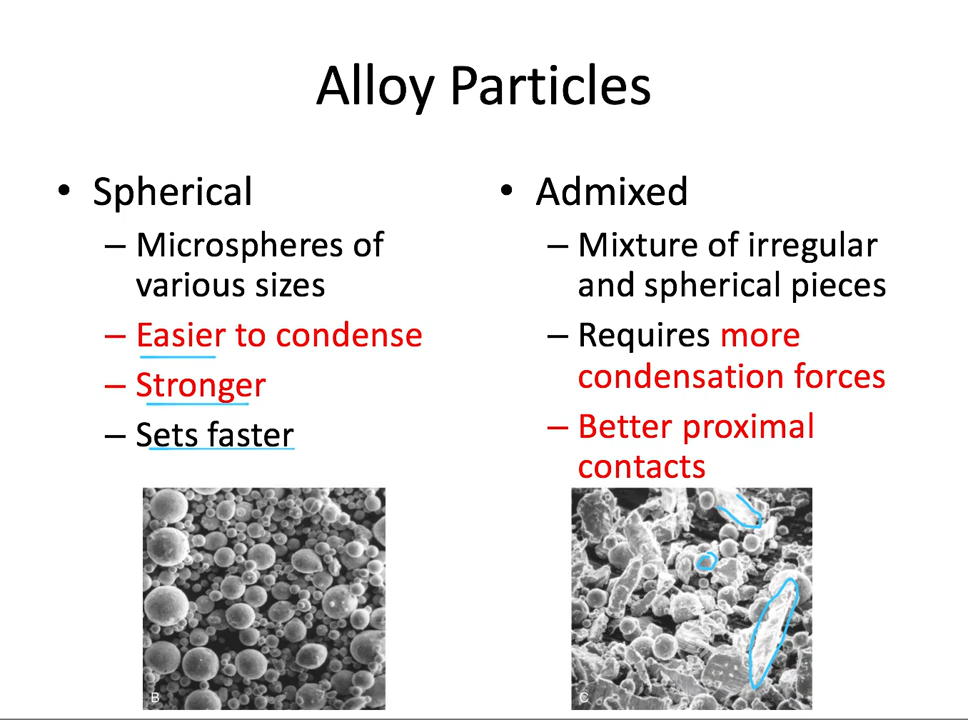 Alloy Particles
• Spherical
– Microspheres of
various sizes
– Easier to condense
– Stronger
– Sets faster
B
• Admixed
– Mixture of irregular
and spherical pieces
– Requires more
condensation forces
– Better proximal
contacts
C